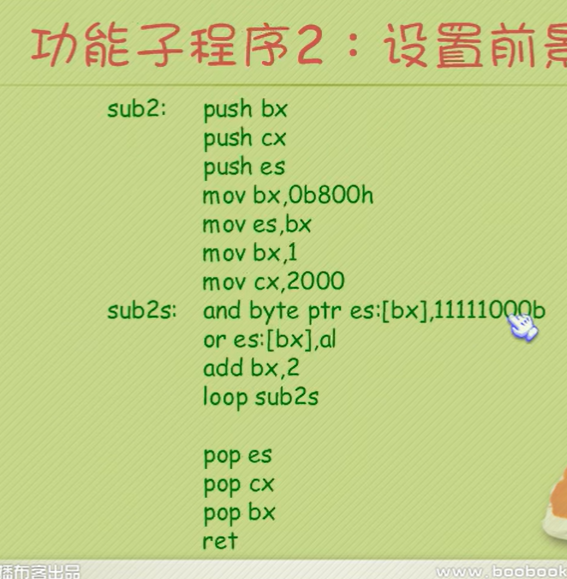 功能子程序2：设置前景
sub2: push bx
push cx
push es
mov bx,0b800h
mov es,bx
mov bx,1
mov cx,2000
sub2s: and byte ptr es:[bx],11111000b
or es:[bx],al
add bx,2
loop sub2s
pop es
pop cx
pop bx
ret
播布客出品
www.boobook